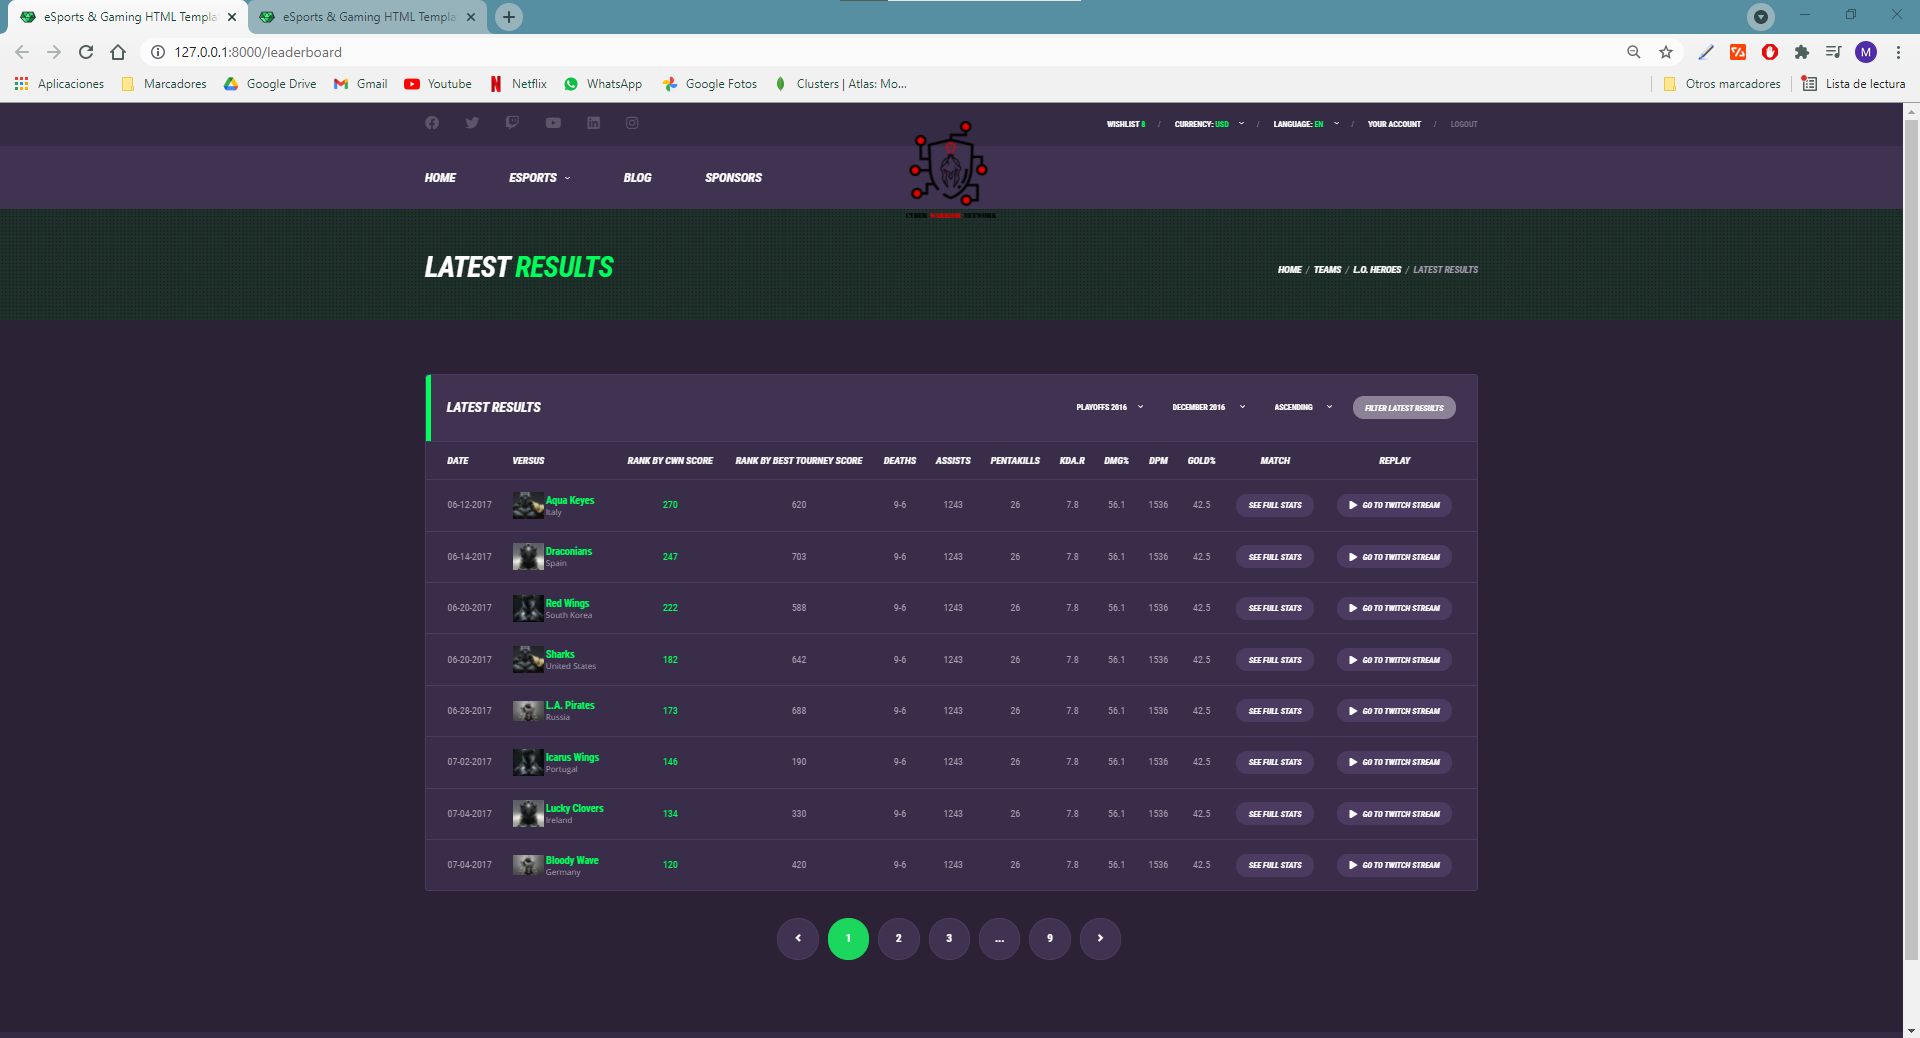 eSports & Gaming HTML Templa
eSports & Gaming HTML Templa
127.0.0.1:8000/leaderboard
M
Aplicaciones
Marcadores
Google Drive
Gmail
Youtube
Netflix
WhatsApp
Google Fotos
Clusters | Atlas: Mo...
Otros marcadores
Lista de lectura
WISHLIST 8 / CURRENCY: USD / LANGUAGE: EN / YOUR ACCOUNT / LOGOUT
HOME ESPORTS BLOG SPONSORS
CYBER WARRIOR NETWORK
LATEST RESULTS
HOME / TEAMS / L.O. HEROES / LATEST RESULTS
LATEST RESULTS
PLAYOFFS 2016 DECEMBER 2016 ASCENDING FILTER LATEST RESULTS
DATE VERSUS RANK BY CWN SCORE RANK BY BEST TOURNEY SCORE DEATHS ASSISTS PENTAKILLS KDA.R DMG% DPM GOLD% MATCH REPLAY
06-12-2017 Aqua Keyes 270 620 9-6 1243 26 7.8 56.1 1536 42.5 SEE FULL STATS GO TO TWITCH STREAM
Italy
06-14-2017 Draconians 247 703 9-6 1243 26 7.8 56.1 1536 42.5 SEE FULL STATS GO TO TWITCH STREAM
Spain
06-20-2017 Red Wings 222 588 9-6 1243 26 7.8 56.1 1536 42.5 SEE FULL STATS GO TO TWITCH STREAM
South Korea
06-20-2017 Sharks 182 642 9-6 1243 26 7.8 56.1 1536 42.5 SEE FULL STATS GO TO TWITCH STREAM
United States
06-28-2017 L.A. Pirates 173 688 9-6 1243 26 7.8 56.1 1536 42.5 SEE FULL STATS GO TO TWITCH STREAM
Russia
07-02-2017 Icarus Wings 146 190 9-6 1243 26 7.8 56.1 1536 42.5 SEE FULL STATS GO TO TWITCH STREAM
Portugal
07-04-2017 Lucky Clovers 134 330 9-6 1243 26 7.8 56.1 1536 42.5 SEE FULL STATS GO TO TWITCH STREAM
Ireland
07-04-2017 Bloody Wave 120 420 9-6 1243 26 7.8 56.1 1536 42.5 SEE FULL STATS GO TO TWITCH STREAM
Germany
1 2 3 ... 9